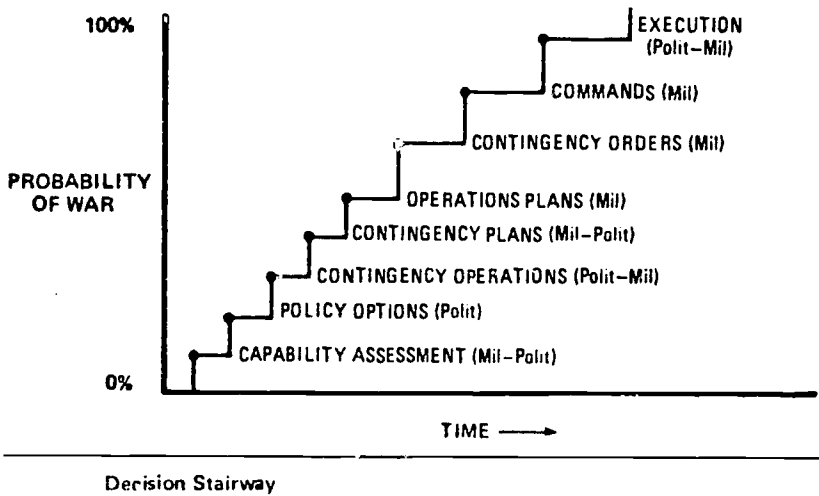 100%
EXECUTION
(Polit-Mil)
COMMANDS (Mil)
CONTINGENCY ORDERS (Mil)
PROBABILITY
OF WAR
OPERATIONS PLANS (Mil)
CONTINGENCY PLANS (Mil-Polit)
CONTINGENCY OPERATIONS (Polit-Mil)
POLICY OPTIONS (Polit)
CAPABILITY ASSESSMENT (Mil-Polit)
0%
TIME
Decision Stairway